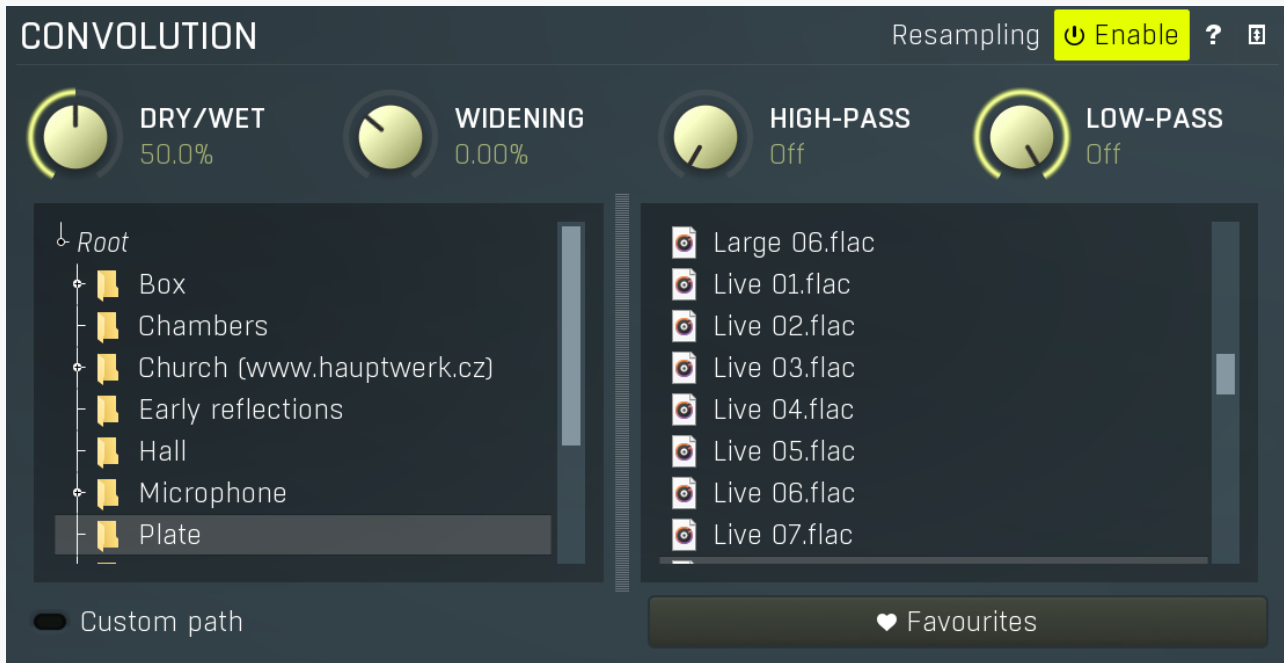 CONVOLUTION
Resampling Enable ?
DRY/WET
50.0%
WIDENING
0.00%
HIGH-PASS
Off
LOW-PASS
Off
Root
Box
Chambers
Church (www.hauptwerk.cz)
Early reflections
Hall
Microphone
Plate
Large 06.flac
Live 01.flac
Live 02.flac
Live 03.flac
Live 04.flac
Live 05.flac
Live 06.flac
Live 07.flac
Custom path
Favourites